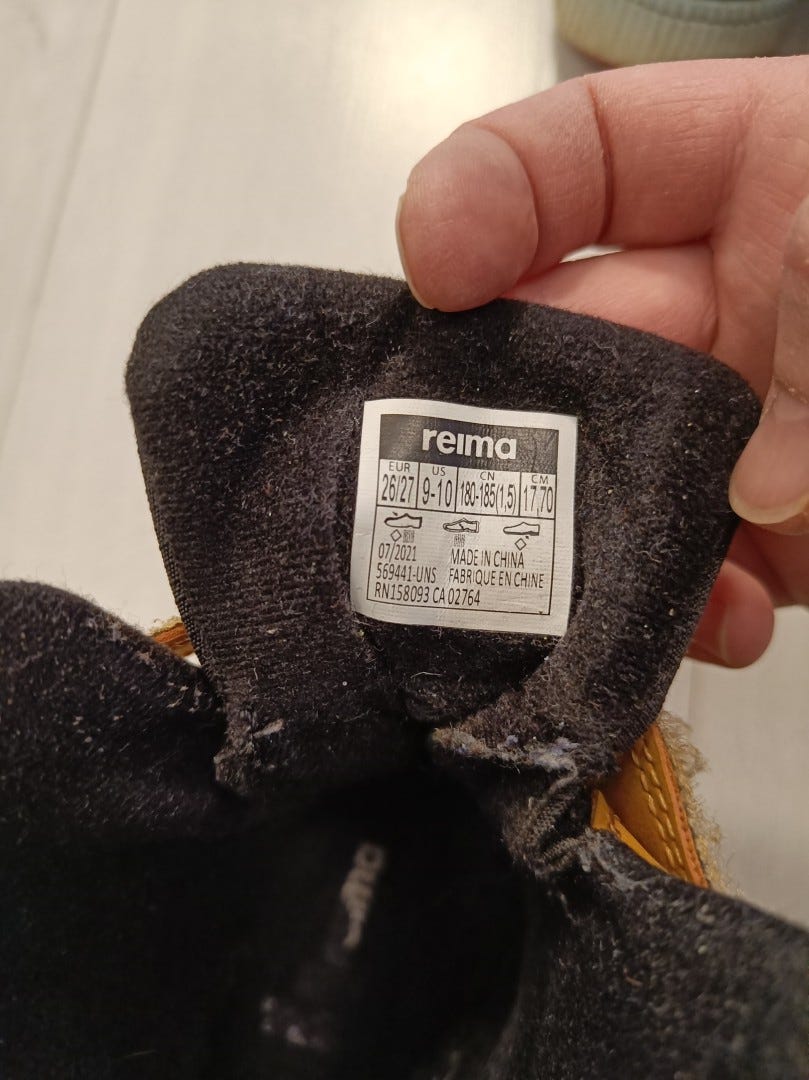 reima
EUR US CN CM
26/27 9-10 180-185(1,5) 17,70
07/2021 MADE IN CHINA
569441-UNS FABRIQUE EN CHINE
RN158093 CA 02764